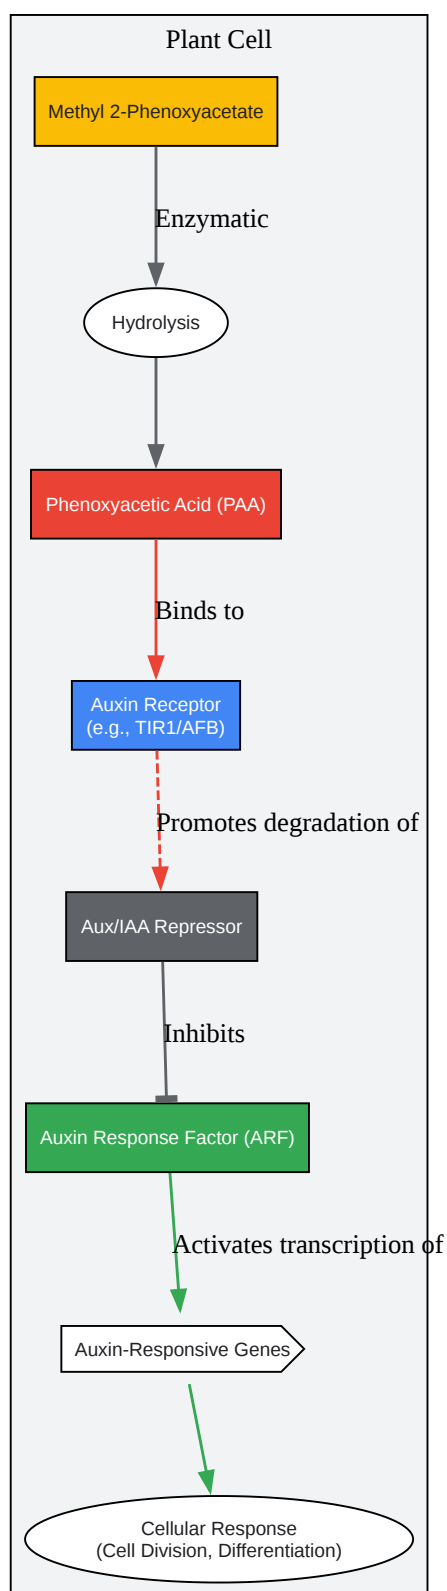 Plant Cell
Methyl 2-Phenoxyacetate
Enzymatic
Hydrolysis
Phenoxyacetic Acid (PAA)
Binds to
Auxin Receptor
(e.g., TIR1/AFB)
Promotes degradation of
Aux/IAA Repressor
Inhibits
Auxin Response Factor (ARF)
Activates transcription of
Auxin-Responsive Genes
Cellular Response
(Cell Division, Differentiation)